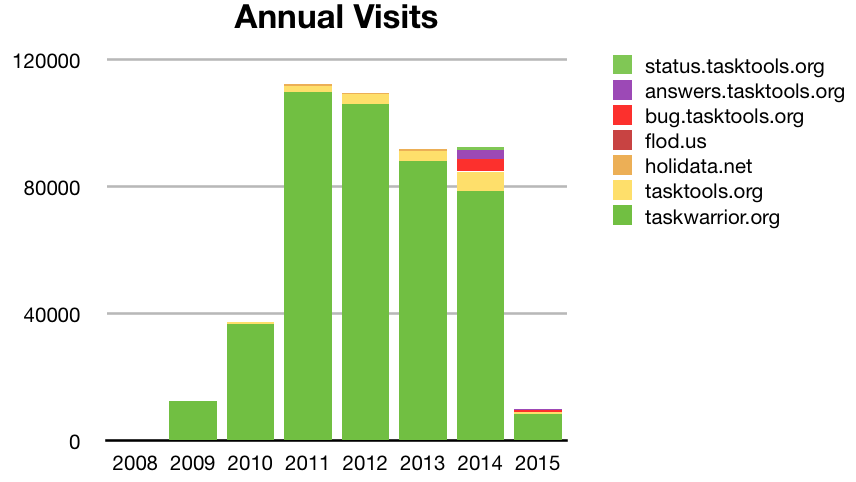 Annual Visits
120000
80000
40000
0
2008 2009 2010 2011 2012 2013 2014 2015
status.tasktools.org
answers.tasktools.org
bug.tasktools.org
flod.us
holidata.net
tasktools.org
taskwarrior.org